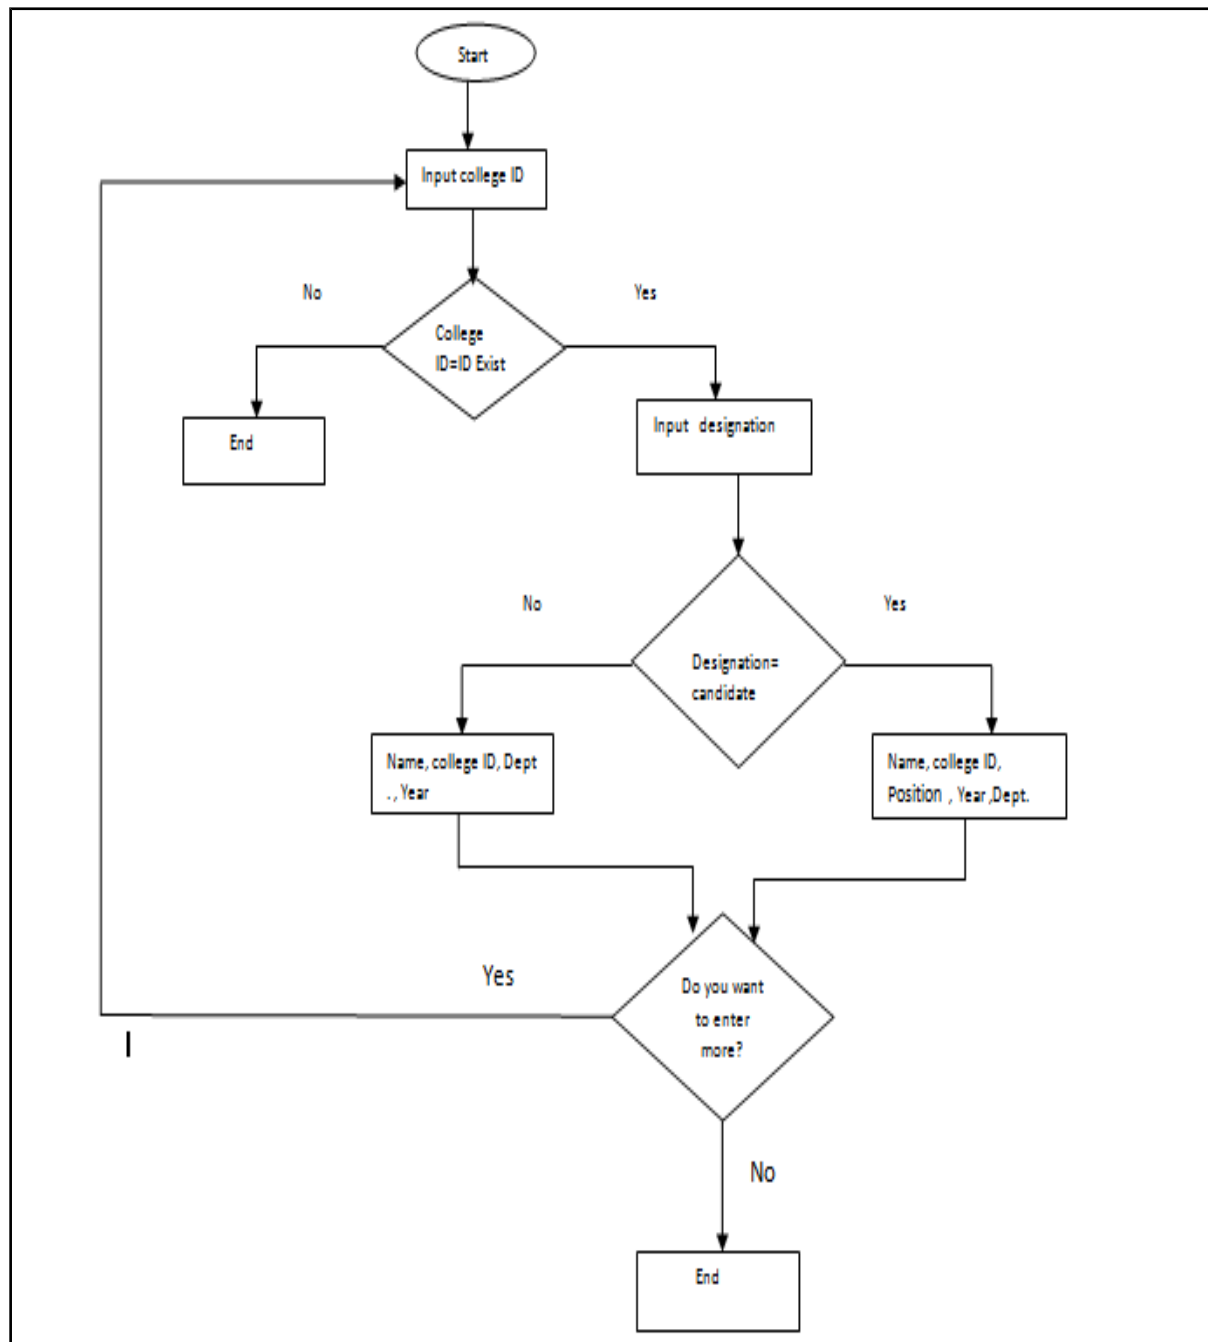 Start
Input college ID
No
Yes
College
ID=ID Exist
End
Input designation
No
Yes
Designation=
candidate
Name, college ID, Dept
. , Year
Name, college ID,
Position , Year ,Dept.
Yes
Do you want
to enter
more?
No
End